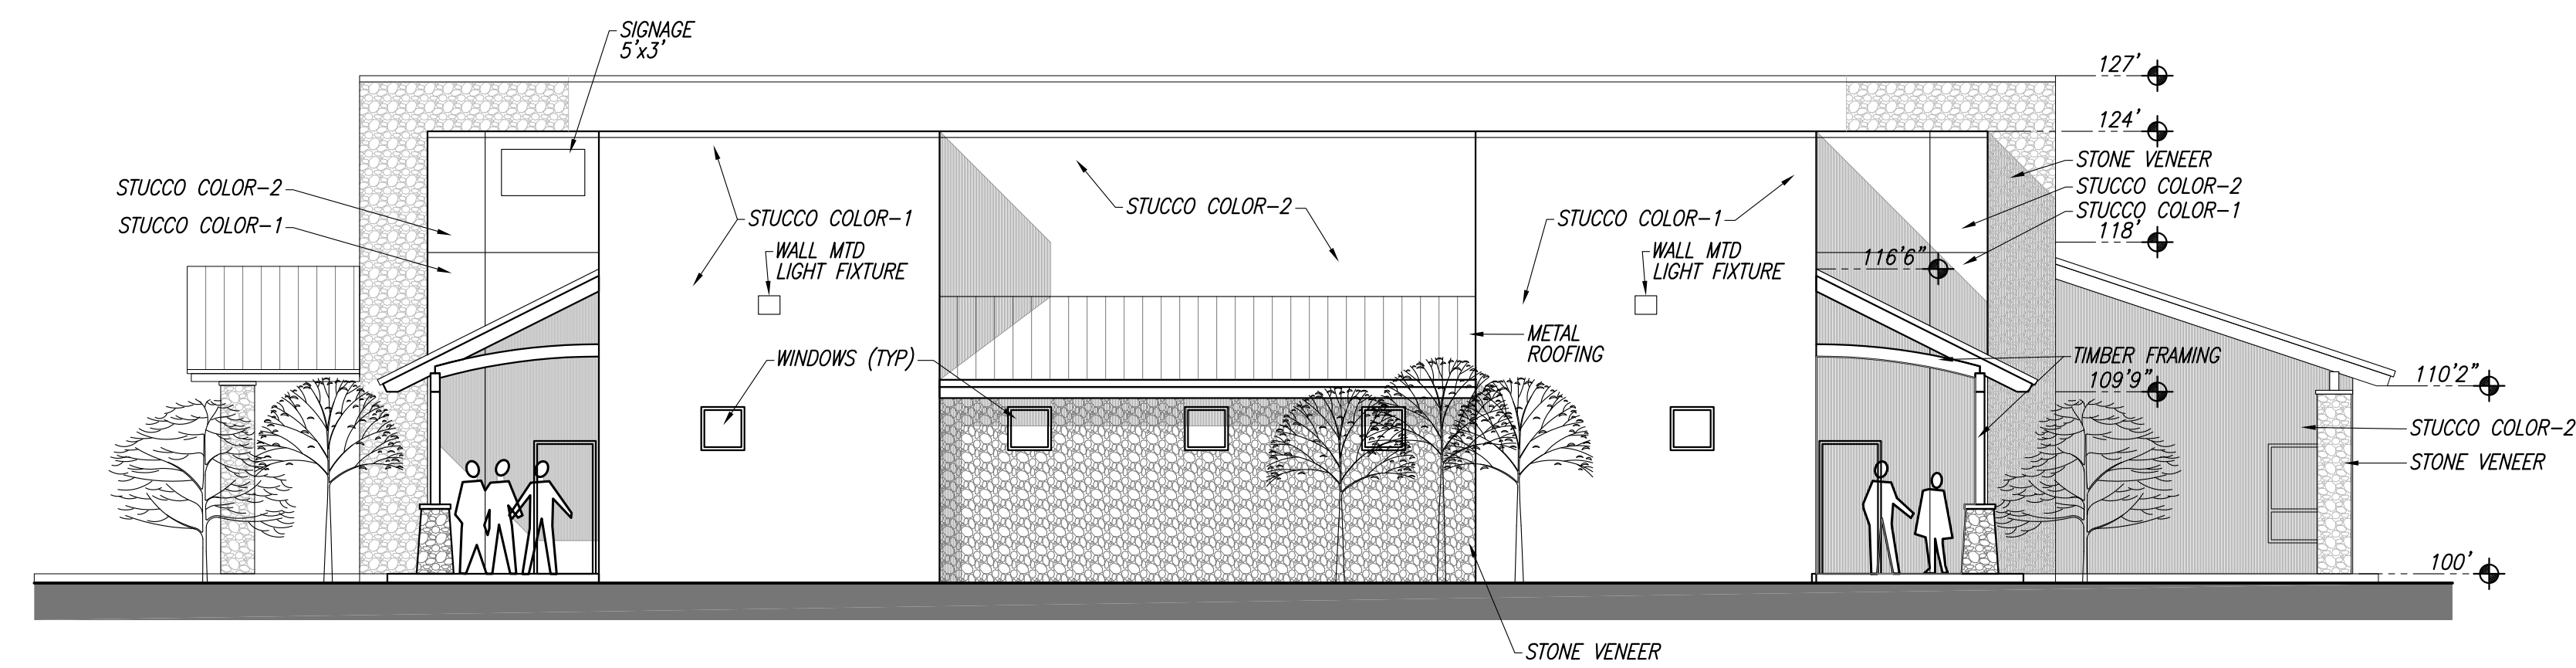 SIGNAGE
5'x3'
127'
124'
STONE VENEER
STUCCO COLOR-2
STUCCO COLOR-2
STUCCO COLOR-1
118'
STUCCO COLOR-1
STUCCO COLOR-1
STUCCO COLOR-2
STUCCO COLOR-1
WALL MTD
LIGHT FIXTURE
WALL MTD
LIGHT FIXTURE
116'6"
METAL
ROOFING
WINDOWS (TYP)
TIMBER FRAMING
109'9"
110'2"
STUCCO COLOR-2
STONE VENEER
100'
STONE VENEER